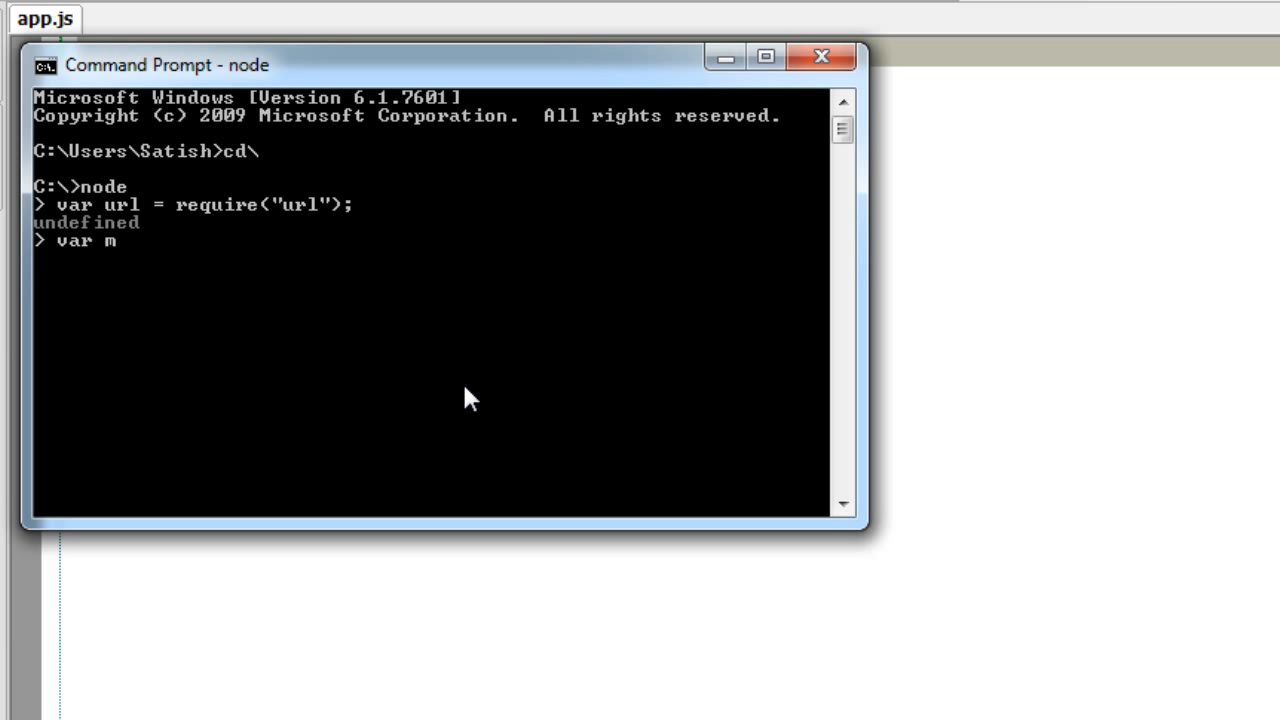 app.js
Command Prompt - node
Microsoft Windows [Version 6.1.7601]
Copyright (c) 2009 Microsoft Corporation.  All rights reserved.
C:\Users\Satish>cd\
C:\>node
> var url = require("url");
undefined
> var m